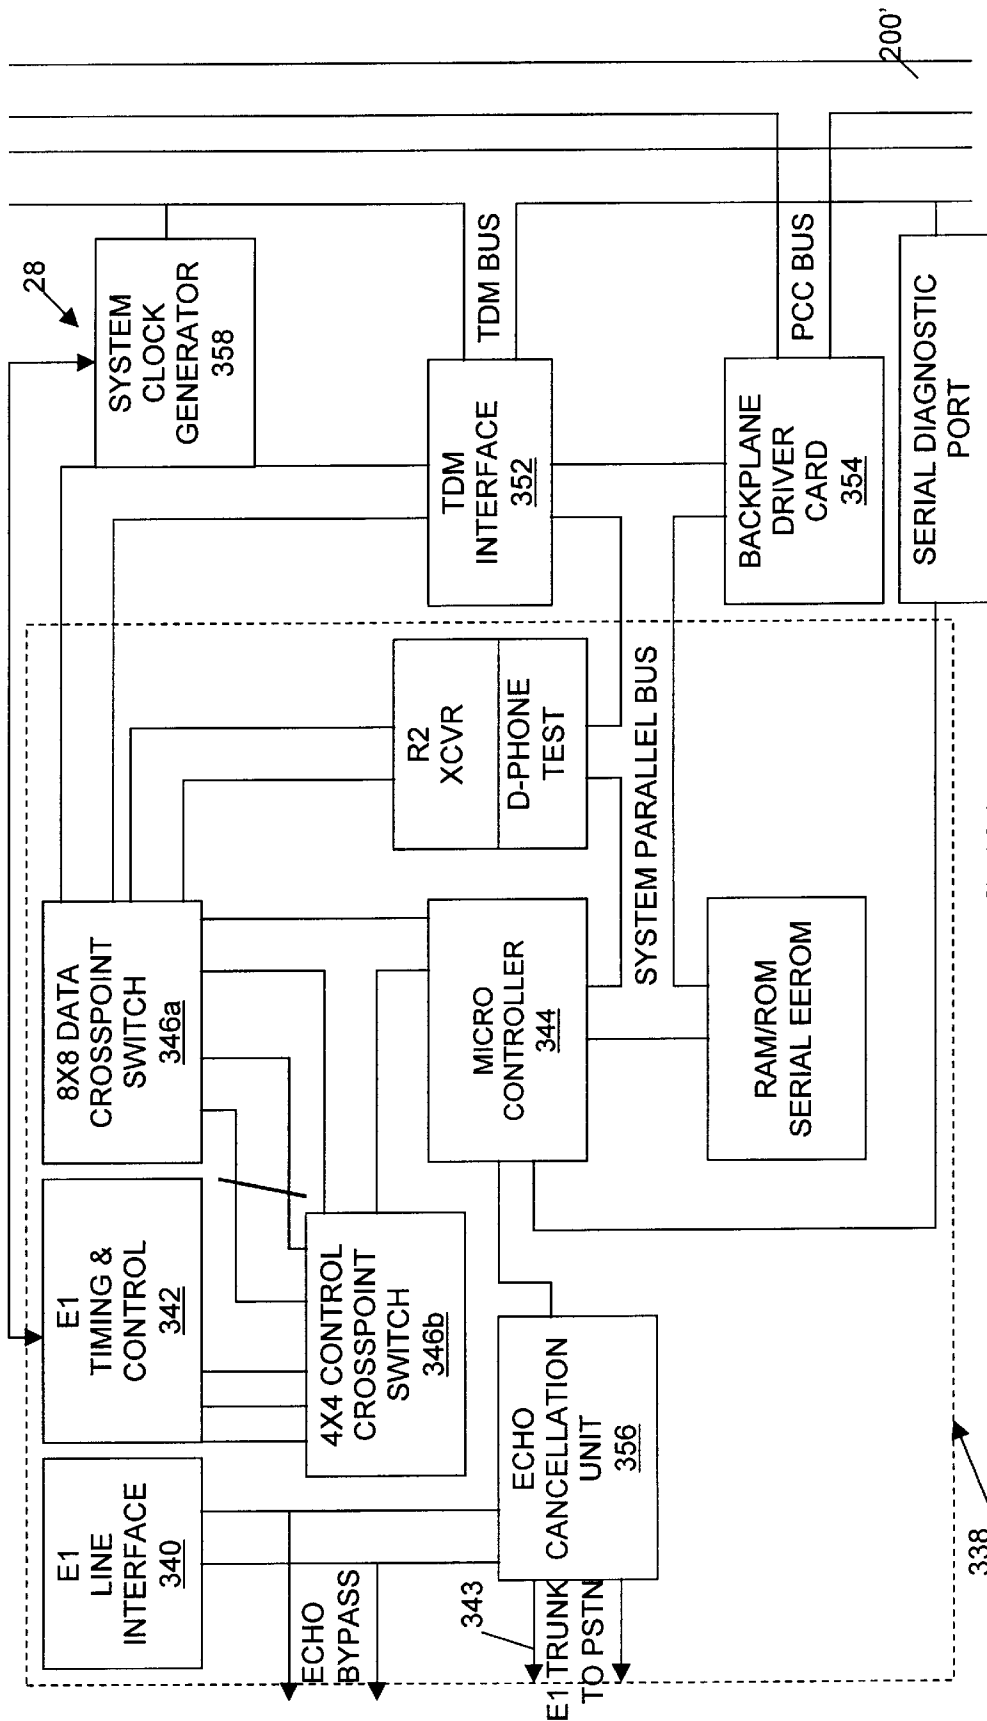 E1
LINE
INTERFACE
340
E1
TIMING &
CONTROL
342
8X8 DATA
CROSSPOINT
SWITCH
346a
SYSTEM
CLOCK
GENERATOR
358
28
200'
ECHO
BYPASS
4X4 CONTROL
CROSSPOINT
SWITCH
346b
R2
XCVR
D-PHONE
TEST
TDM
INTERFACE
352
TDM BUS
343
E1 TRUNK
TO PSTN
ECHO
CANCELLATION
UNIT
356
MICRO
CONTROLLER
344
SYSTEM PARALLEL BUS
BACKPLANE
DRIVER
CARD
354
PCC BUS
RAM/ROM
SERIAL EEROM
SERIAL DIAGNOSTIC
PORT
338